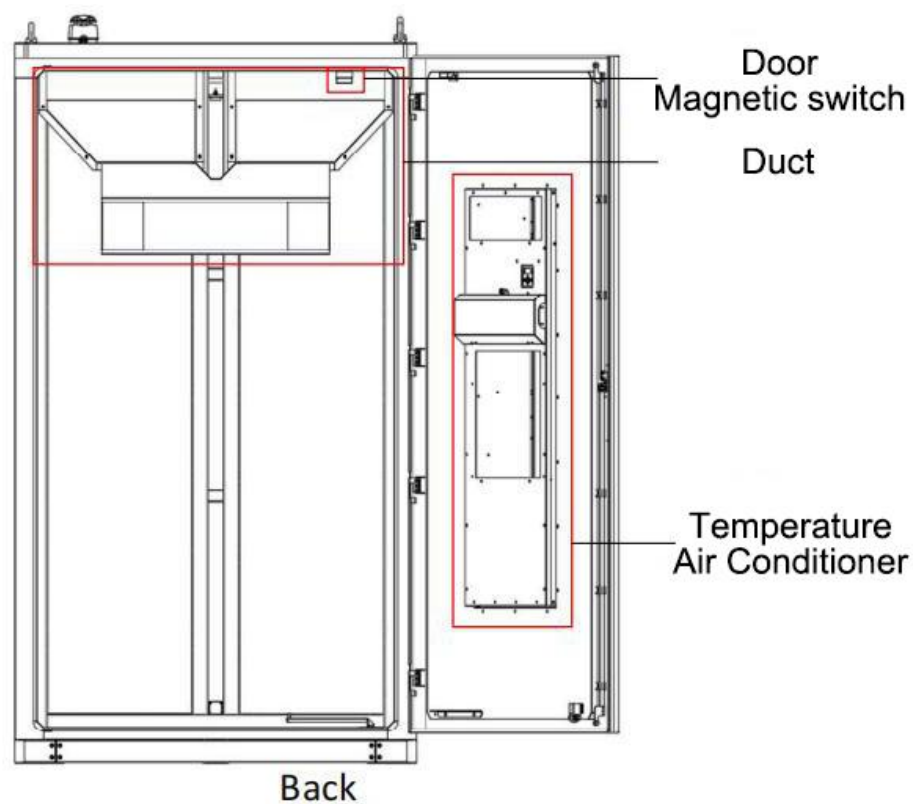 Door
Magnetic switch
Duct
Temperature
Air Conditioner
Back